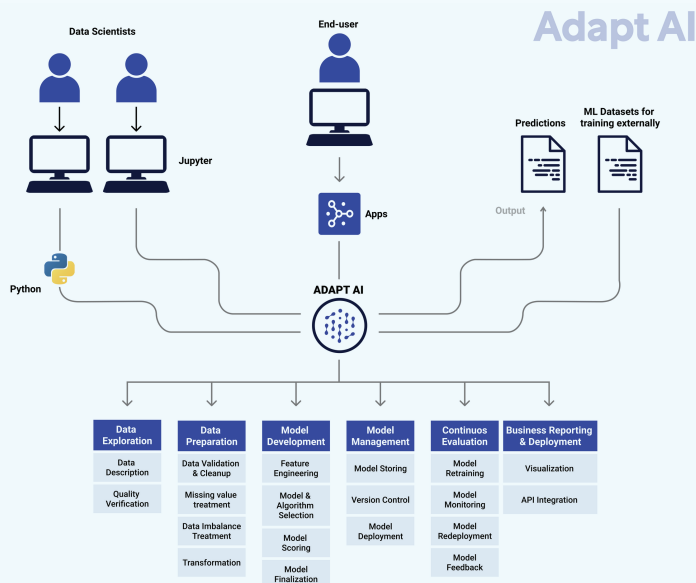 Adapt AI
Data Scientists
End-user
Predictions
ML Datasets for
training externally
Jupyter
Apps
Output
Python
ADAPT AI
Data
Exploration
Data
Description
Quality
Verification
Data
Preparation
Data Validation
& Cleanup
Missing value
treatment
Data Imbalance
Treatment
Transformation
Model
Development
Feature
Engineering
Model &
Algorithm
Selection
Model
Scoring
Model
Finalization
Model
Management
Model Storing
Version Control
Model
Deployment
Continuos
Evaluation
Model
Retraining
Model
Monitoring
Model
Redeployment
Model
Feedback
Business Reporting
& Deployment
Visualization
API Integration